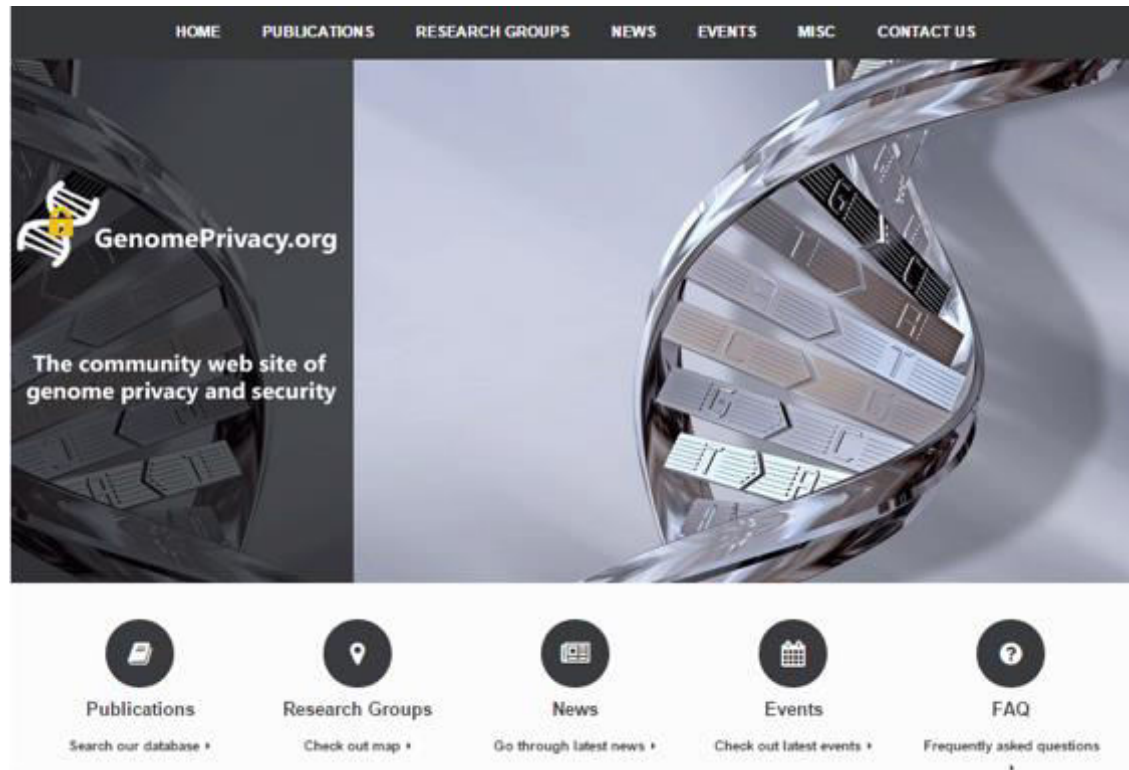 HOME PUBLICATIONS RESEARCH GROUPS NEWS EVENTS MISC CONTACT US
GenomePrivacy.org
The community web site of
genome privacy and security
Publications Research Groups News Events FAQ
Search our database Check out map Go through latest news Check out latest events Frequently asked questions